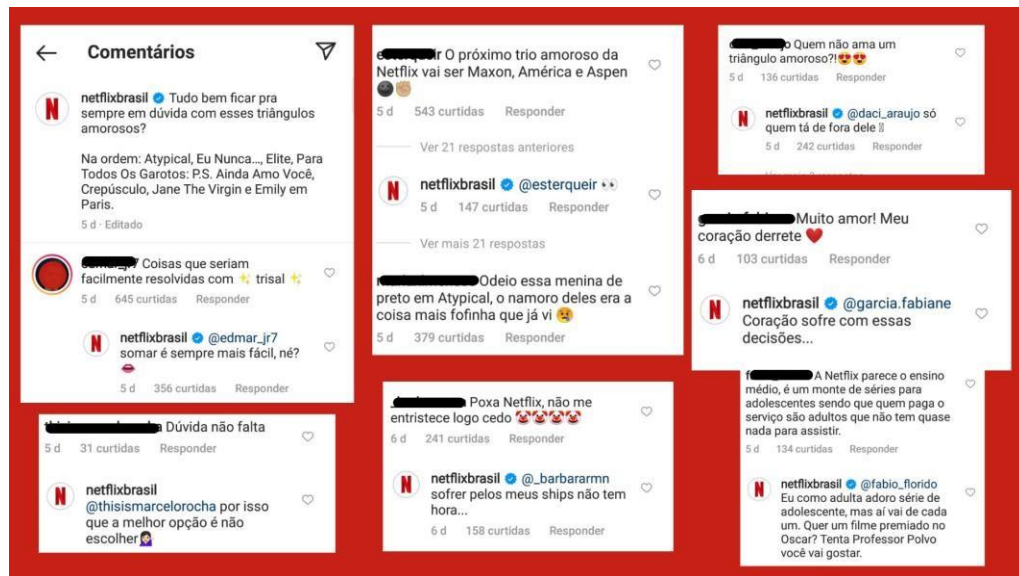 Comentários
netflixbrasil Tudo bem ficar pra
sempre em dúvida com esses triângulos
amorosos?
Na ordem: Atypical, Eu Nunca..., Elite, Para
Todos Os Garotos: P.S. Ainda Amo Você,
Crepúsculo, Jane The Virgin e Emily em
Paris.
5 d · Editado
Coisas que seriam
facilmente resolvidas com ✨ trisal ✨
5 d 645 curtidas Responder
netflixbrasil @edmar_jr7
somar é sempre mais fácil, né?
👄
5 d 356 curtidas Responder
Dúvida não falta
5 d 31 curtidas Responder
netflixbrasil
@thisismarcelorocha por isso
que a melhor opção é não
escolher💁🏻‍♀️
O próximo trio amoroso da
Netflix vai ser Maxon, América e Aspen
🌚✊🏼
5 d 543 curtidas Responder
Ver 21 respostas anteriores
netflixbrasil @esterqueir 👀
5 d 147 curtidas Responder
Ver mais 21 respostas
Odeio essa menina de
preto em Atypical, o namoro deles era a
coisa mais fofinha que já vi 😢
5 d 379 curtidas Responder
Poxa Netflix, não me
entristece logo cedo 🤡🤡🤡🤡
6 d 241 curtidas Responder
netflixbrasil @_barbararmn
sofrer pelos meus ships não tem
hora...
6 d 158 curtidas Responder
Quem não ama um
triângulo amoroso?!😍😍
5 d 136 curtidas Responder
netflixbrasil @daci_araujo só
quem tá de fora dele
5 d 242 curtidas Responder
Muito amor! Meu
coração derrete ❤️
6 d 103 curtidas Responder
netflixbrasil @garcia.fabiane
Coração sofre com essas
decisões...
A Netflix parece o ensino
médio, é um monte de séries para
adolescentes sendo que quem paga o
serviço são adultos que não tem quase
nada para assistir.
5 d 134 curtidas Responder
netflixbrasil @fabio_florido
Eu como adulta adoro série de
adolescente, mas aí vai de cada
um. Quer um filme premiado no
Oscar? Tenta Professor Polvo
você vai gostar.